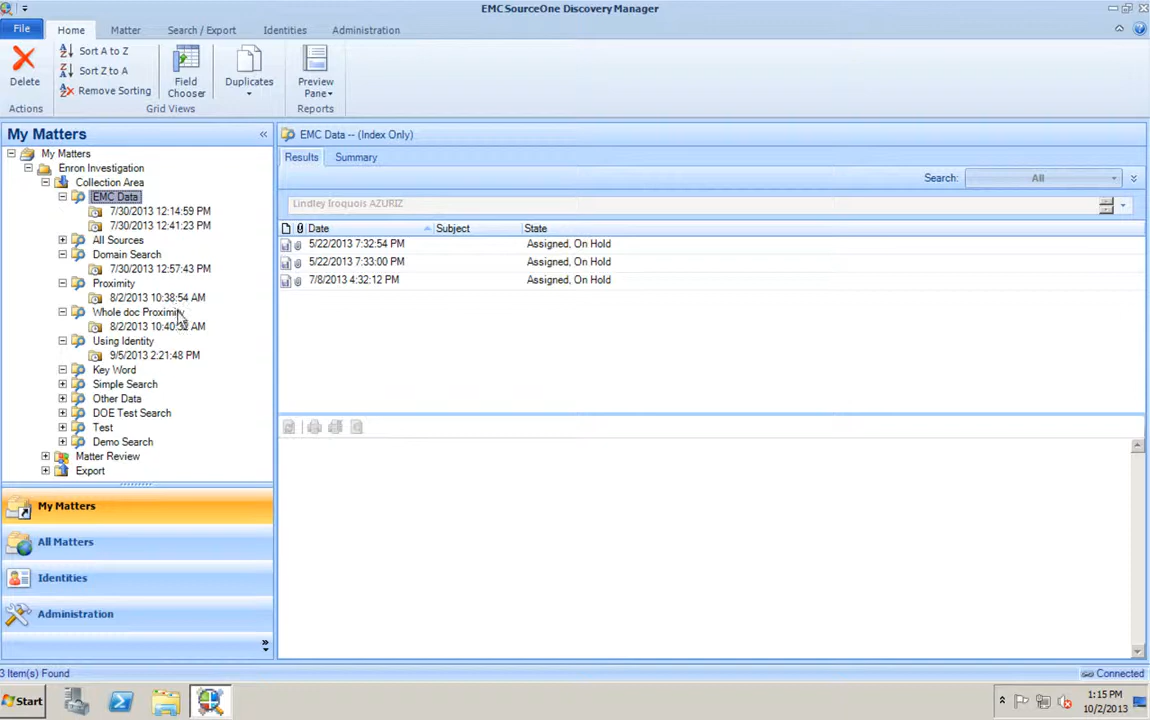 EMC SourceOne Discovery Manager
File Home Matter Search / Export Identities Administration
Delete
Sort A to Z
Sort Z to A
Remove Sorting
Field Chooser
Duplicates
Preview Pane
Actions Grid Views Reports
My Matters «
EMC Data -- (Index Only)
My Matters
Results Summary
Enron Investigation
Search: All
Collection Area
EMC Data
Lindley Iroquois AZURIZ
7/30/2013 12:14:59 PM
7/30/2013 12:41:23 PM
Date Subject State
All Sources
5/22/2013 7:32:54 PM Assigned, On Hold
Domain Search
5/22/2013 7:33:00 PM Assigned, On Hold
7/30/2013 12:57:43 PM
7/8/2013 4:32:12 PM Assigned, On Hold
Proximity
8/2/2013 10:38:54 AM
Whole doc Proximity
8/2/2013 10:40:32 AM
Using Identity
9/5/2013 2:21:48 PM
Key Word
Simple Search
Other Data
DOE Test Search
Test
Demo Search
Matter Review
Export
My Matters
All Matters
Identities
Administration
3 Item(s) Found
Connected
Start
1:15 PM
10/2/2013